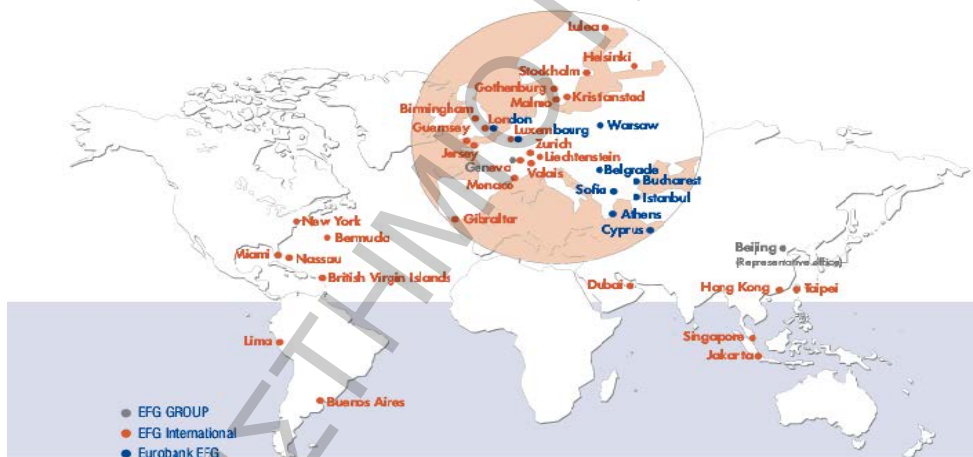 Lulea
Helsinki
Stockholm
Gothenburg
Malmo
Kristianstad
Birmingham
London
Guernsey
Luxembourg
Warsaw
Jersey
Zurich
Geneva
Liechtenstein
Valais
Monaco
Belgrade
Bucharest
Sofia
Istanbul
Athens
Cyprus
Gibraltar
New York
Bermuda
Miami
Nassau
British Virgin Islands
Beijing
(Representative office)
Dubai
Hong Kong
Taipei
Singapore
Jakarta
Lima
Buenos Aires
EFG GROUP
EFG International
Eurobank EFG